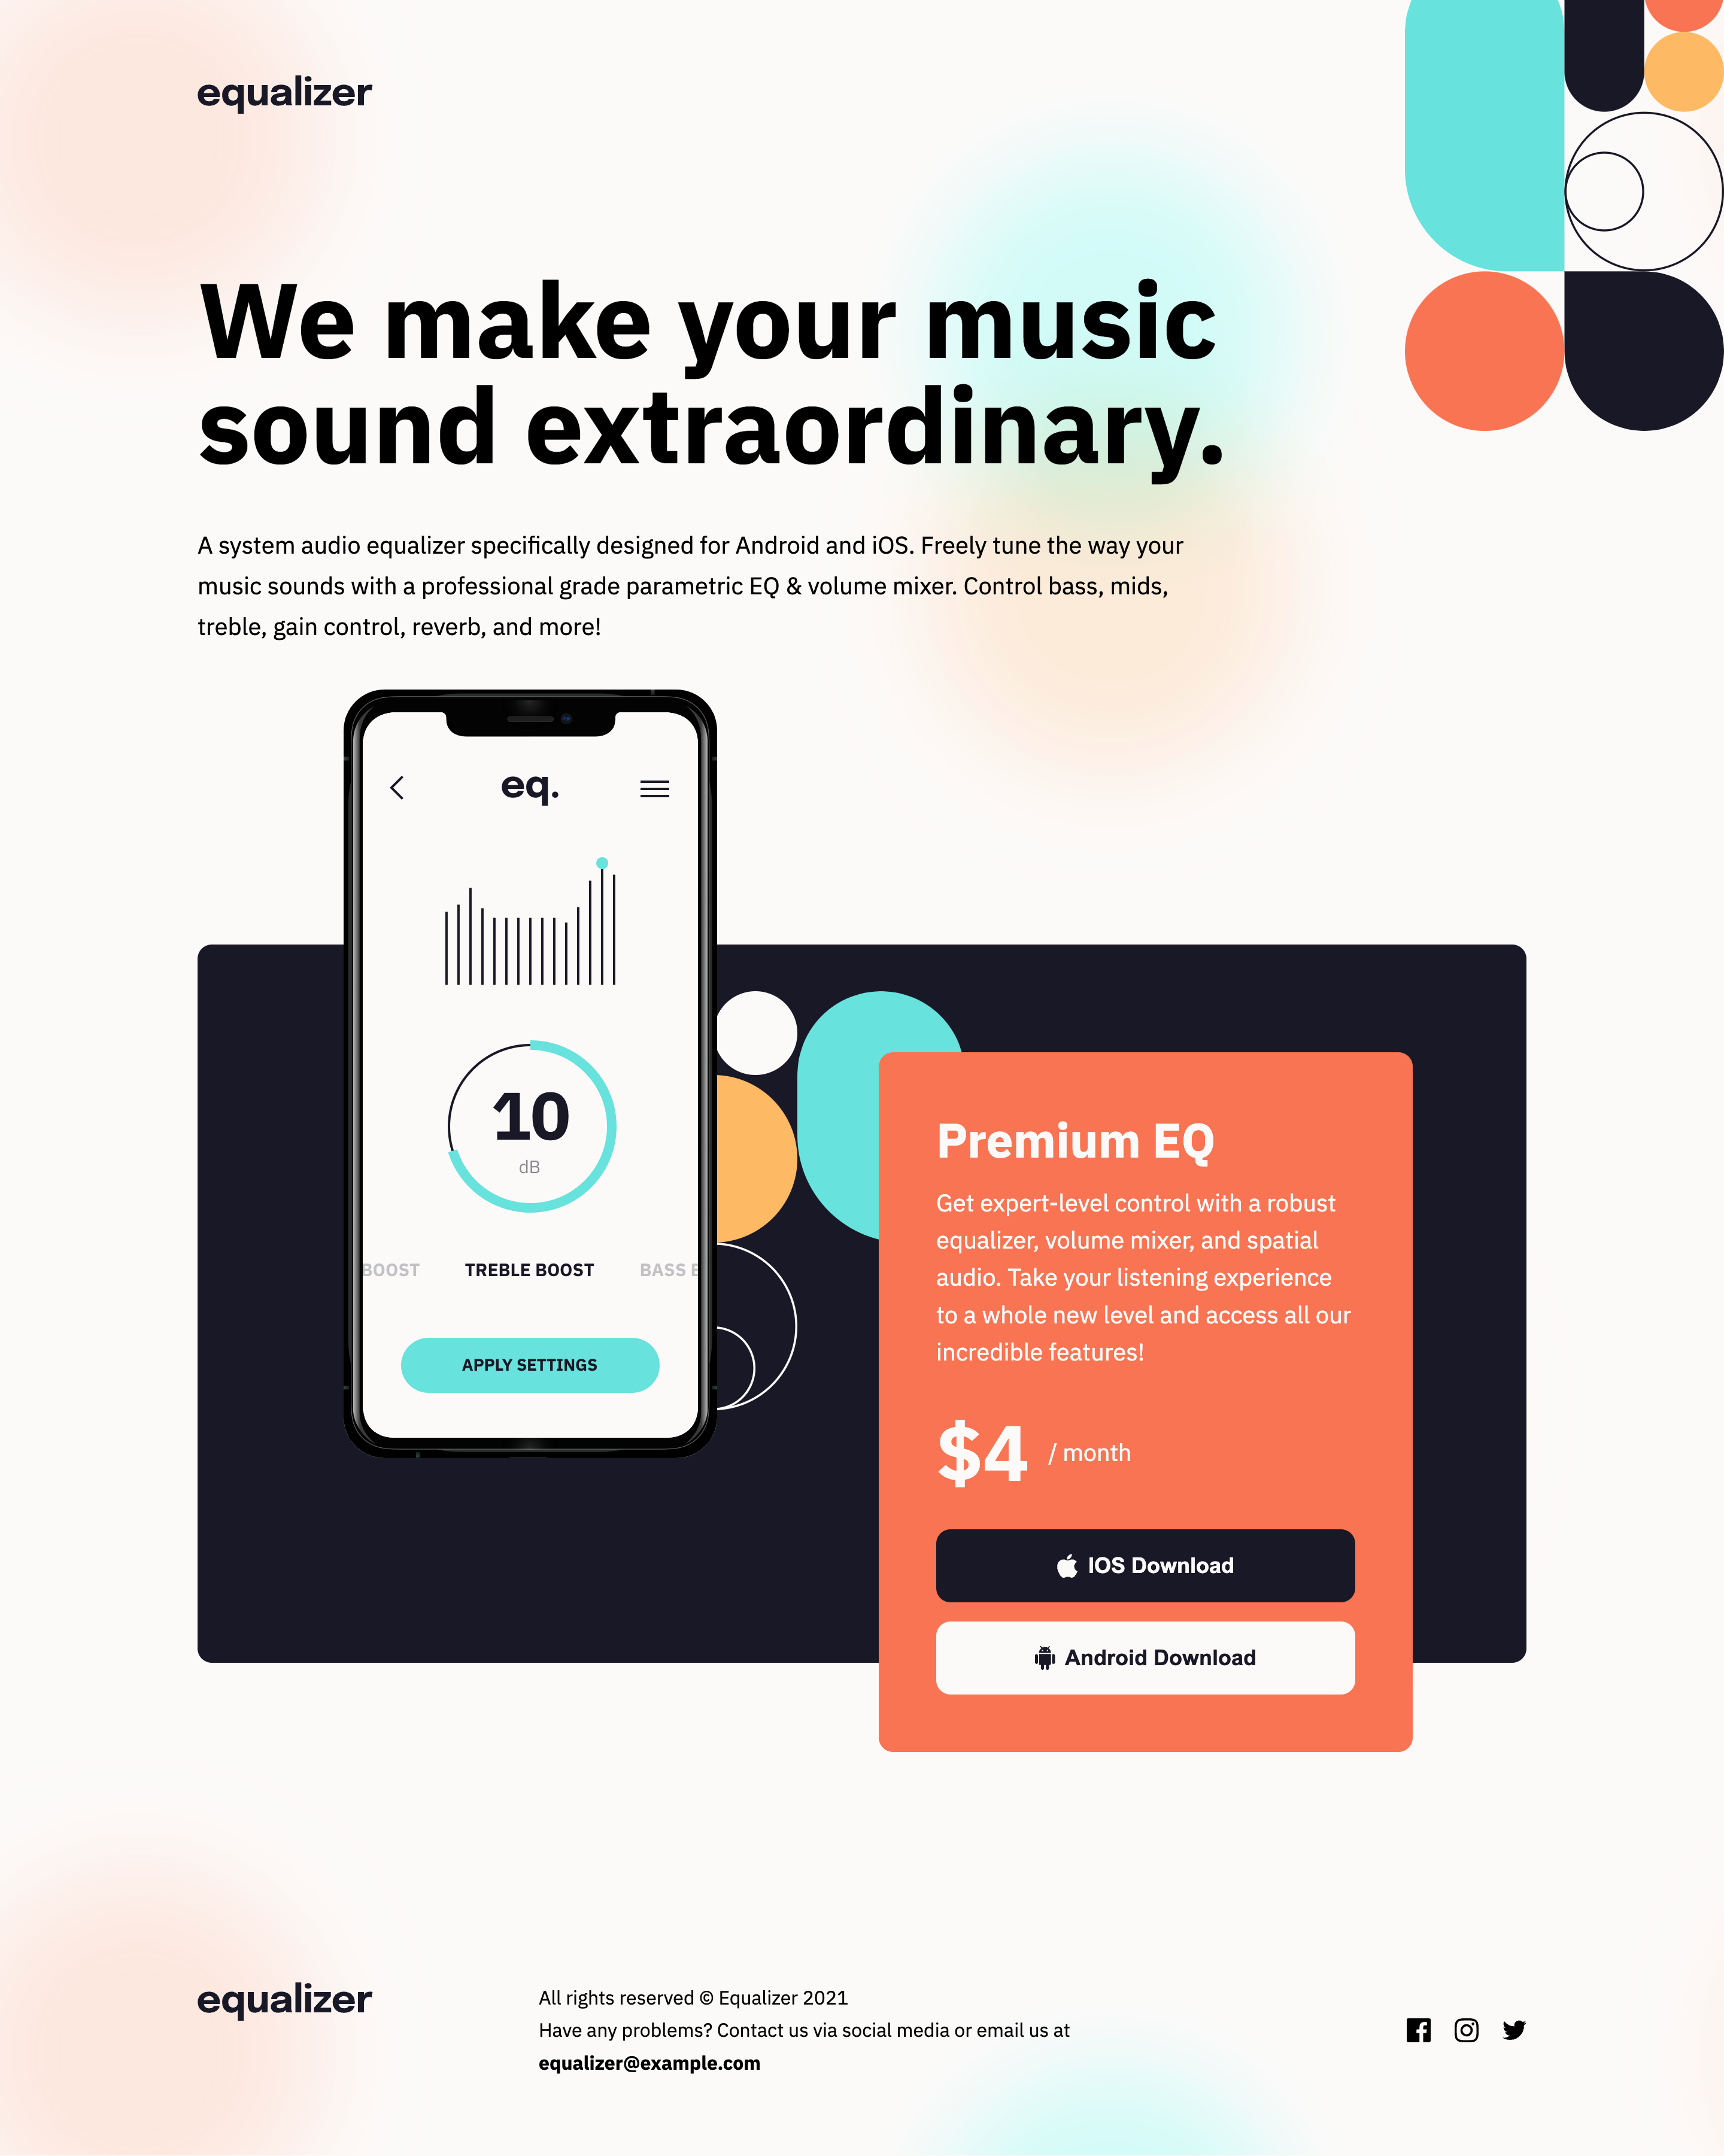 equalizer
We make your music
sound extraordinary.
A system audio equalizer specifically designed for Android and iOS. Freely tune the way your
music sounds with a professional grade parametric EQ & volume mixer. Control bass, mids,
treble, gain control, reverb, and more!
eq.
10
dB
BOOST TREBLE BOOST BASS B
APPLY SETTINGS
Premium EQ
Get expert-level control with a robust
equalizer, volume mixer, and spatial
audio. Take your listening experience
to a whole new level and access all our
incredible features!
$4 / month
IOS Download
Android Download
equalizer
All rights reserved © Equalizer 2021
Have any problems? Contact us via social media or email us at
equalizer@example.com